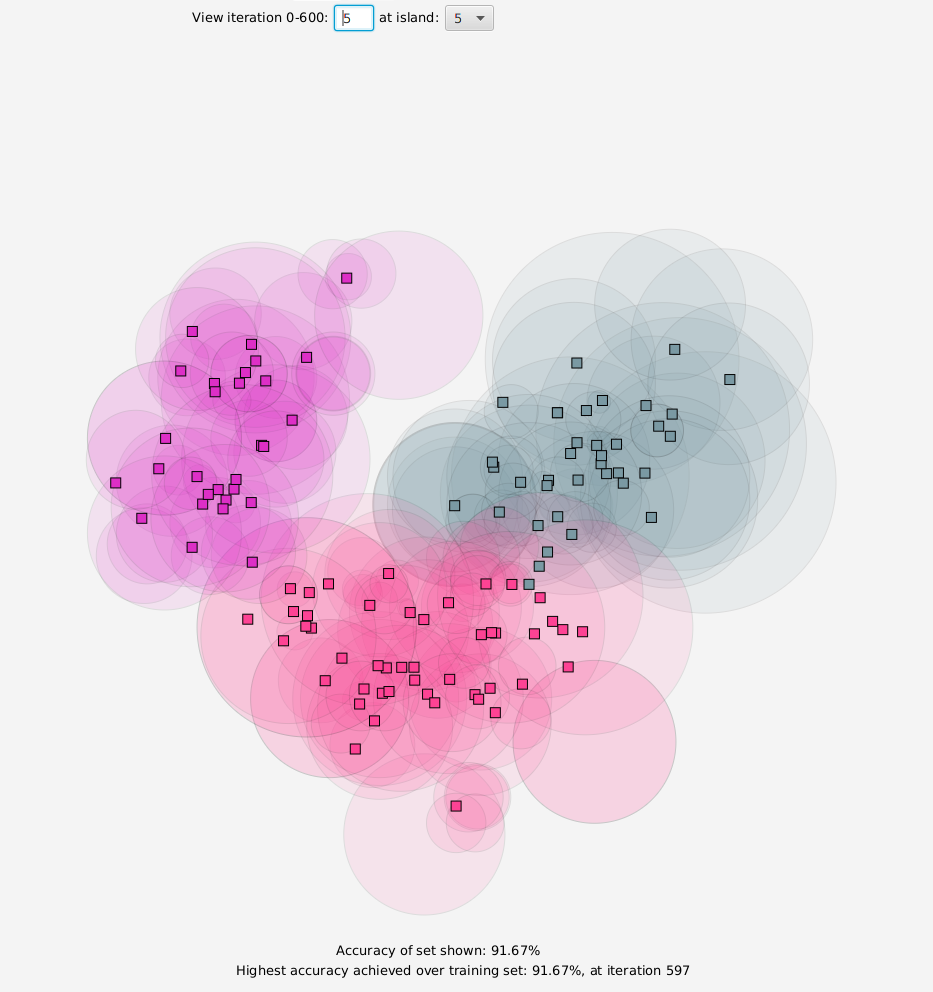 View iteration 0-600: 5 at island: 5
Accuracy of set shown: 91.67%
Highest accuracy achieved over training set: 91.67%, at iteration 597